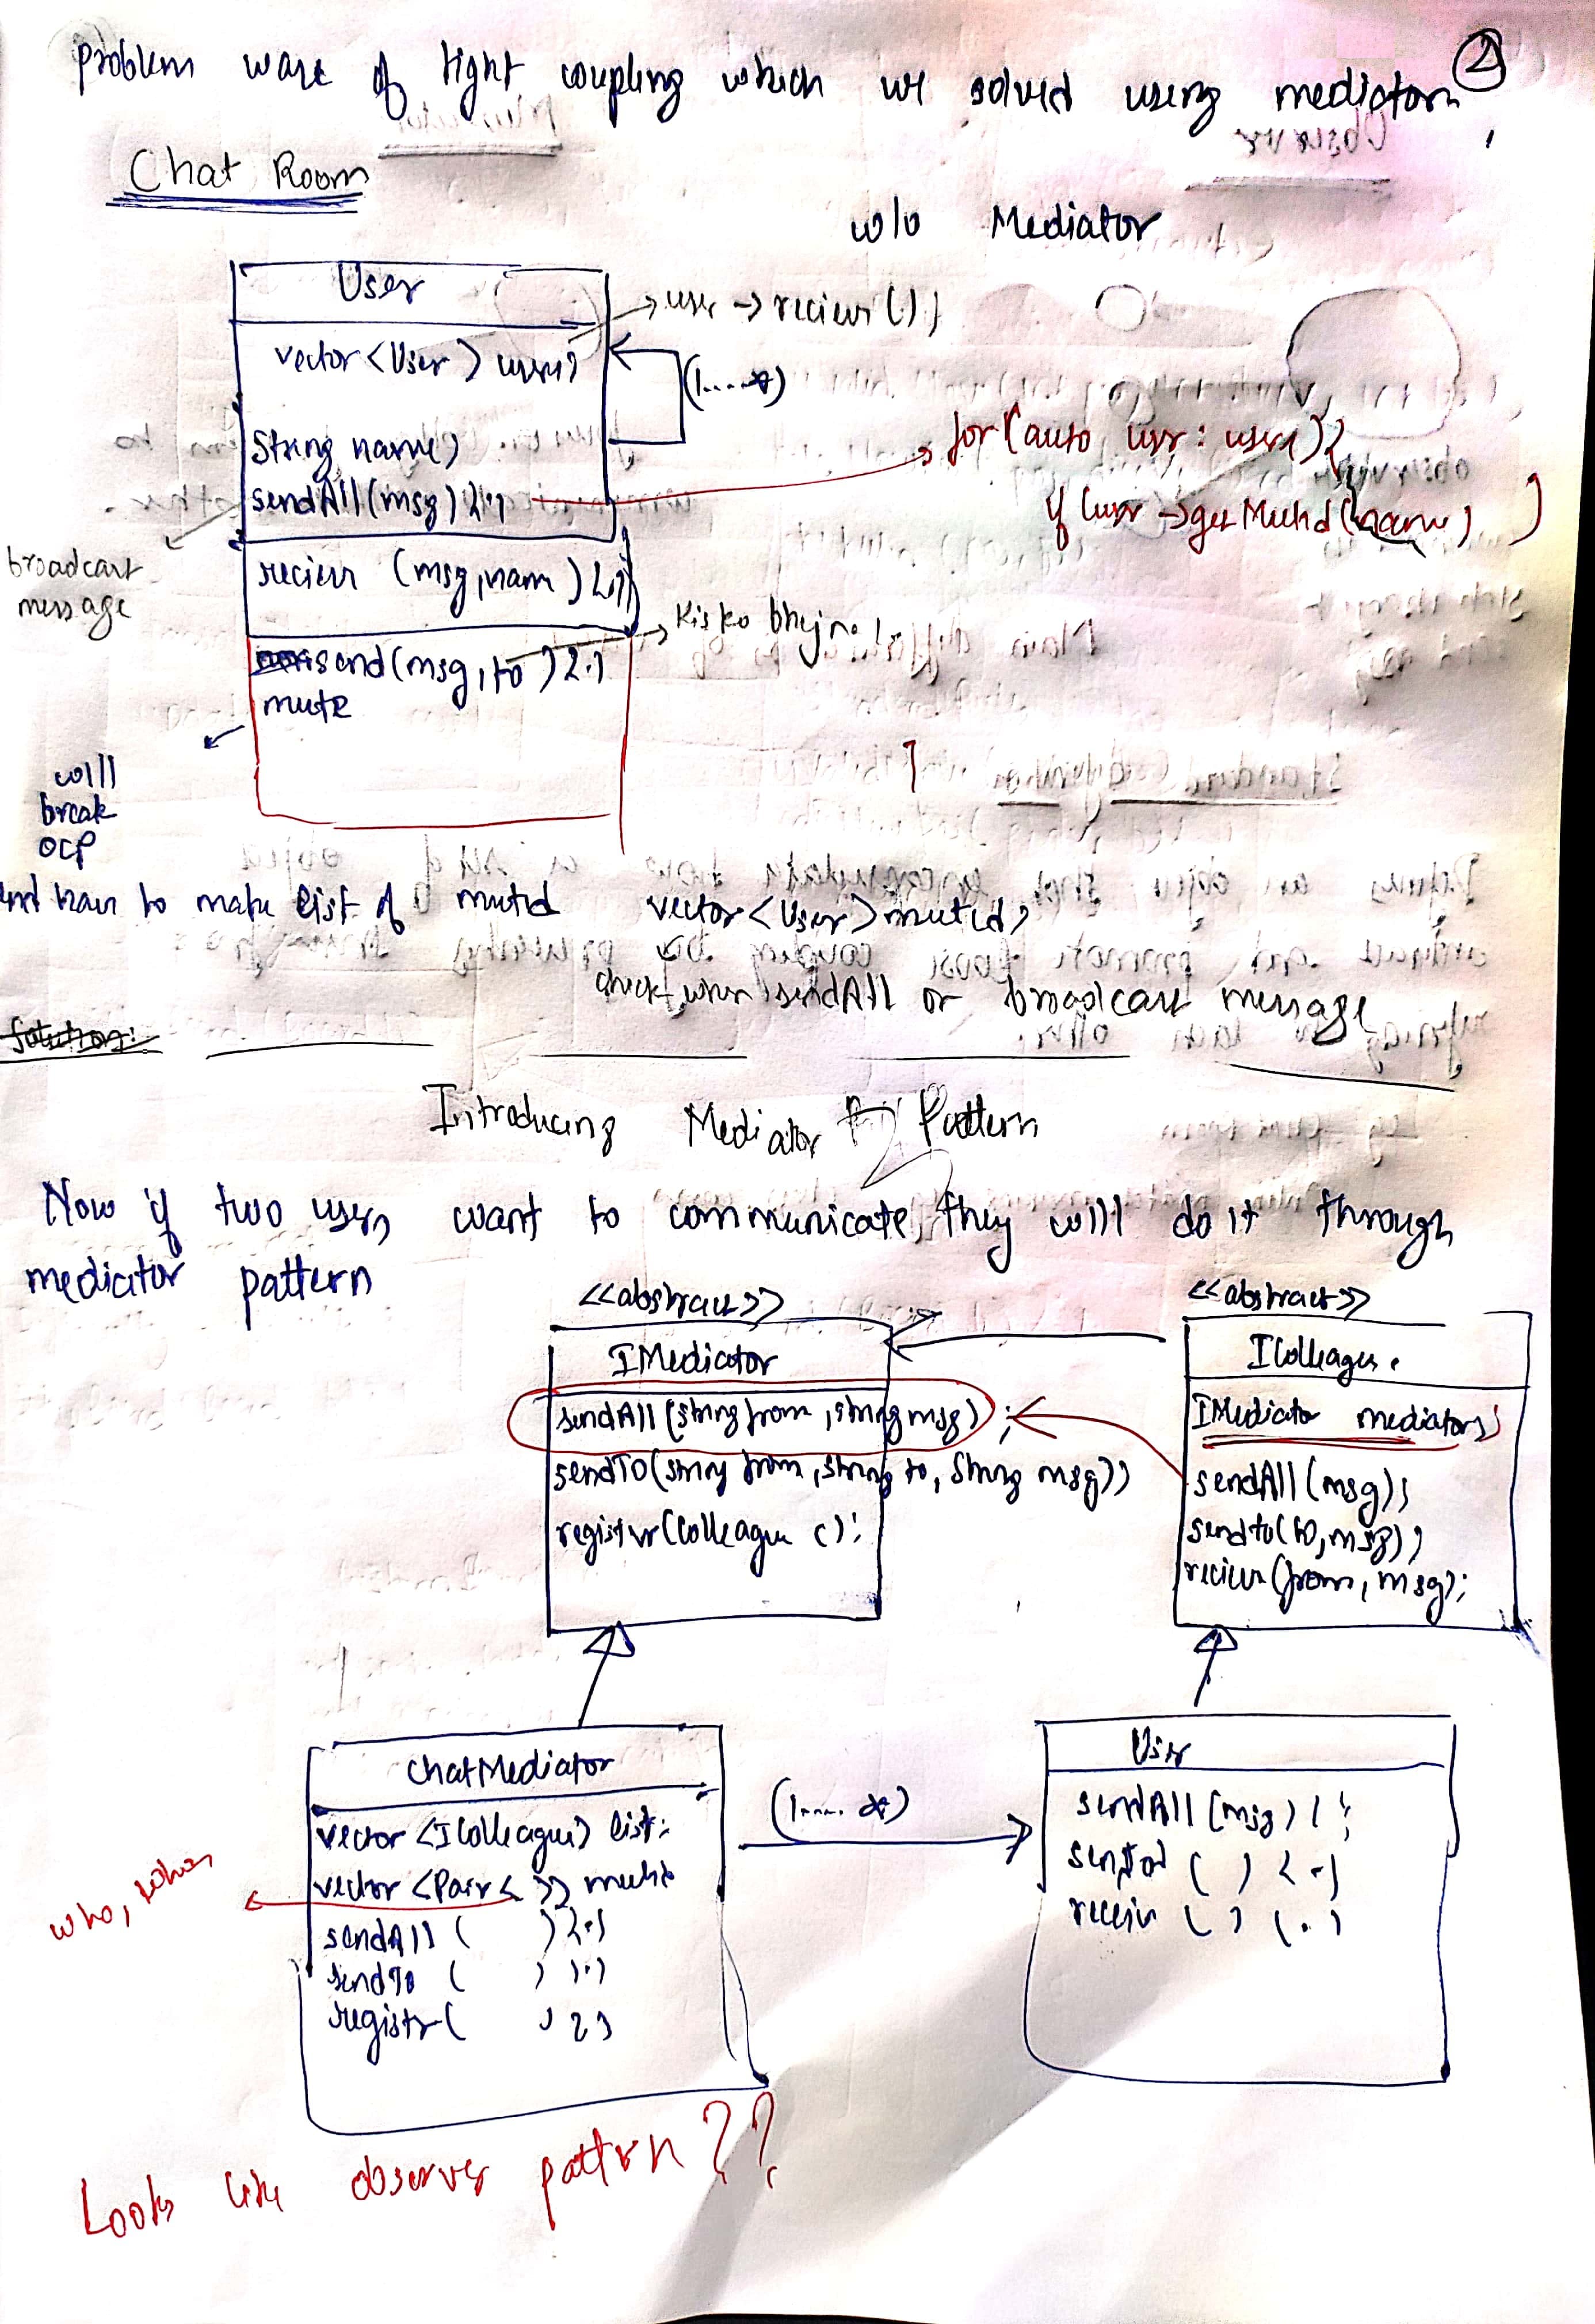 problem ware of tight coupling which we solved using mediator.
2
Chat Room
w/o Mediator
User
→ user → reciever();
vector<User> users;
(1....*)
String name;
sendAll(msg){.}
for(auto usr : users){
if(usr→getMuted(name) )
broadcast
message
reciever (msg,name){.}
Kisko bhejna
send(msg,to){.}
mute
will
break
OCP
and have to make list of muted vector<User>muted;
check when sendAll or broadcast message
Solution:
Introducing Mediator Pattern
Now if two users want to communicate, they will do it through
mediator pattern
<<abstract>>
<<abstract>>
IMediator
IColleague.
sendAll(string from, string msg);
IMediator mediator;
sendTo(string from, string to, string msg);
sendAll(msg);
register(Colleague c);
sendto(to,msg);
reciever(from, msg);
ChatMediator
User
vector <IColleague> list;
(1.... *)
sendAll(msg){
vector <Pair< >>
who,
( ) {.}
sendAll ( ){.}
( ) {.}
sendTo ( ){.}
register( ){}
Looks like observer pattern ??